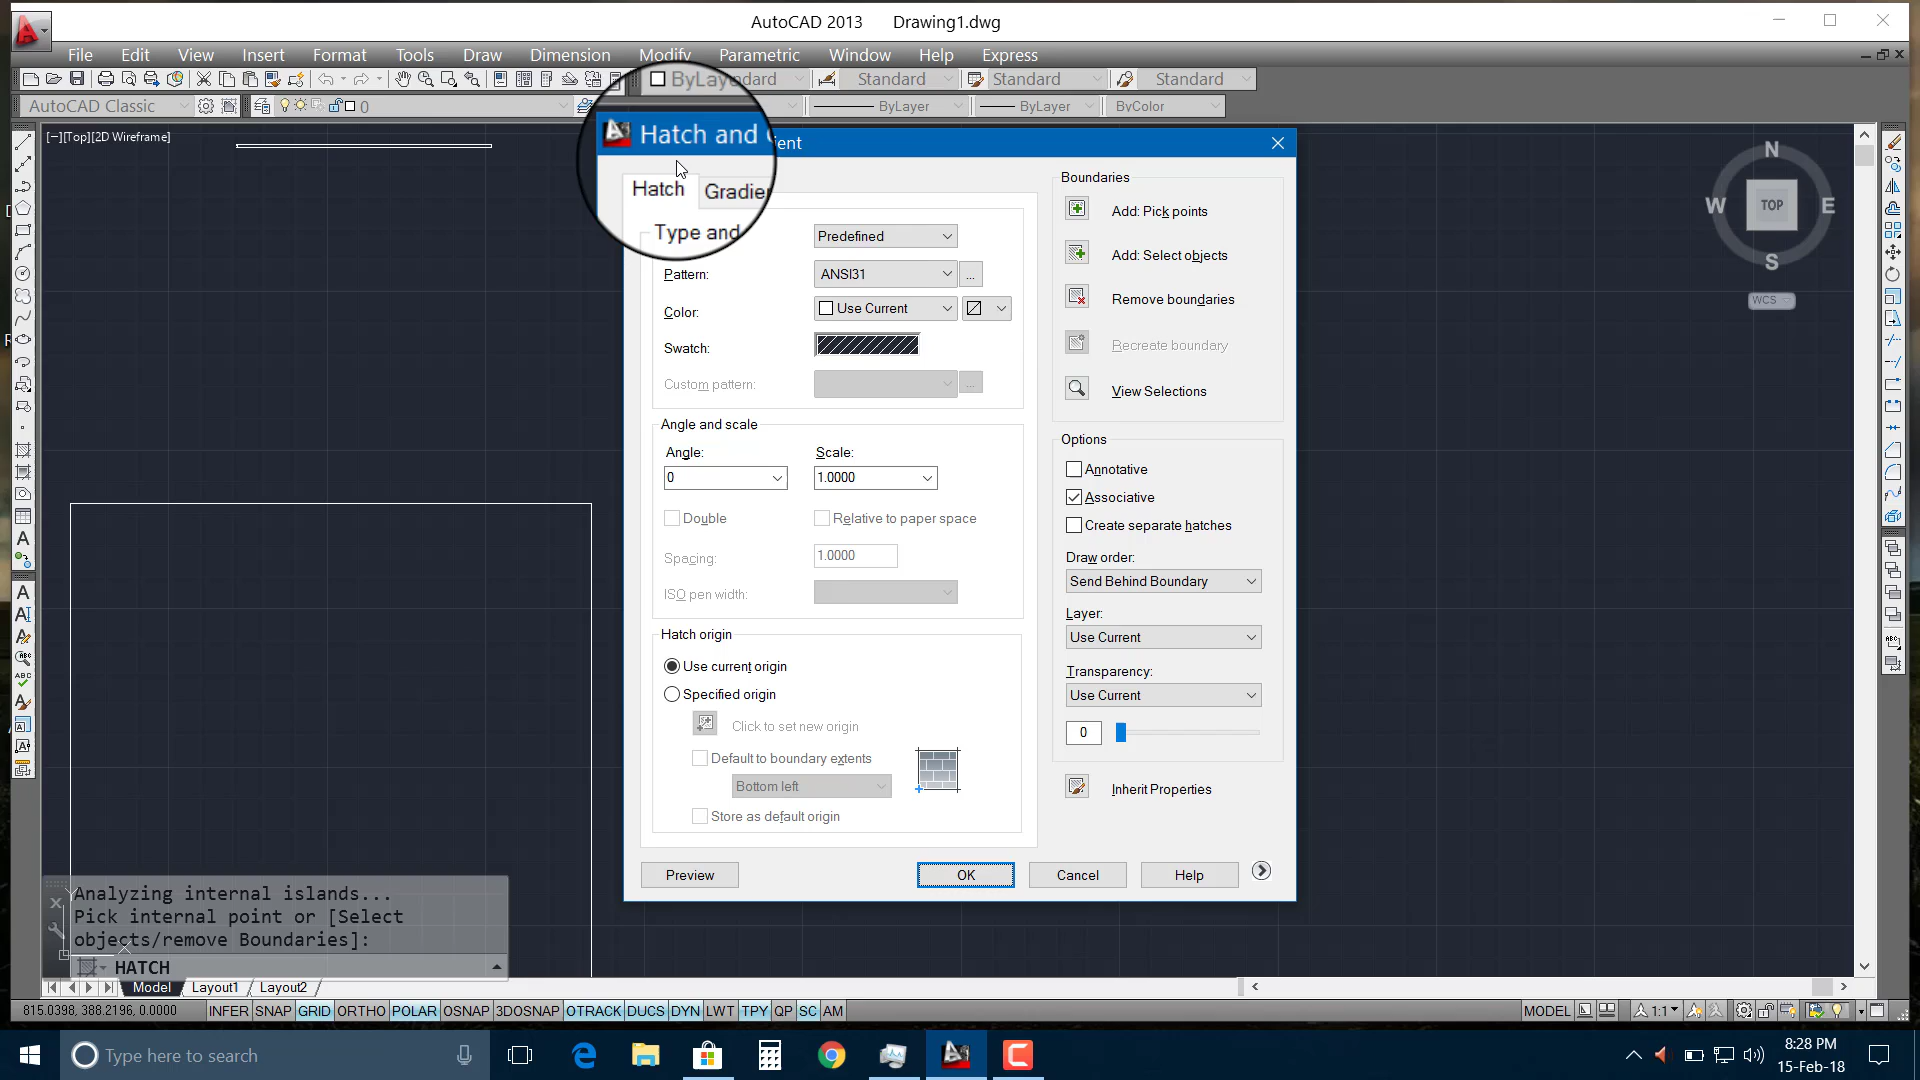 AutoCAD 2013 Drawing1.dwg
File Edit View Insert Format Tools Draw Dimension Modify Parametric Window Help Express
ByLay ndard Standard Standard Standard
AutoCAD Classic 0 ByLayer ByLayer ByColor
[−][Top][2D Wireframe]
Hatch and ient
Hatch Gradie
Type and
Predefined
Pattern: ANSI31 ...
Color: Use Current
Swatch:
Custom pattern: ...
Angle and scale
Angle: Scale:
0 1.0000
Double Relative to paper space
Spacing: 1.0000
ISO pen width:
Hatch origin
Use current origin
Specified origin
Click to set new origin
Default to boundary extents
Bottom left
Store as default origin
Boundaries
Add: Pick points
Add: Select objects
Remove boundaries
Recreate boundary
View Selections
Options
Annotative
Associative
Create separate hatches
Draw order:
Send Behind Boundary
Layer:
Use Current
Transparency:
Use Current
0
Inherit Properties
Preview OK Cancel Help
N
W TOP E
S
WCS
Analyzing internal islands...
Pick internal point or [Select
objects/remove Boundaries]:
HATCH
Model Layout1 Layout2
815.0398, 388.2196, 0.0000 INFER SNAP GRID ORTHO POLAR OSNAP 3DOSNAP OTRACK DUCS DYN LWT TPY QP SC AM MODEL 1:1
Type here to search
8:28 PM
15-Feb-18